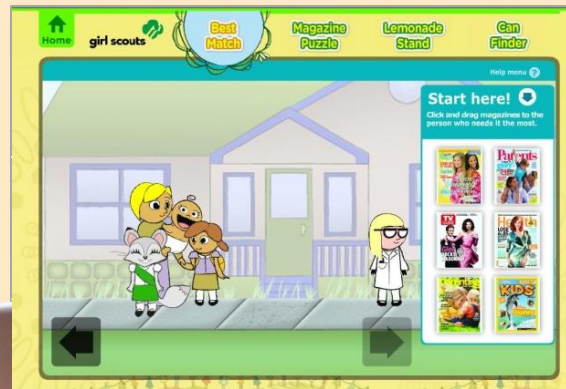 Home
girl scouts
Best
Match
Magazine
Puzzle
Lemonade
Stand
Can
Finder
Help menu ?
Start here!
Click and drag magazines to the
person who needs it the most.
Parents
TV
KIDS